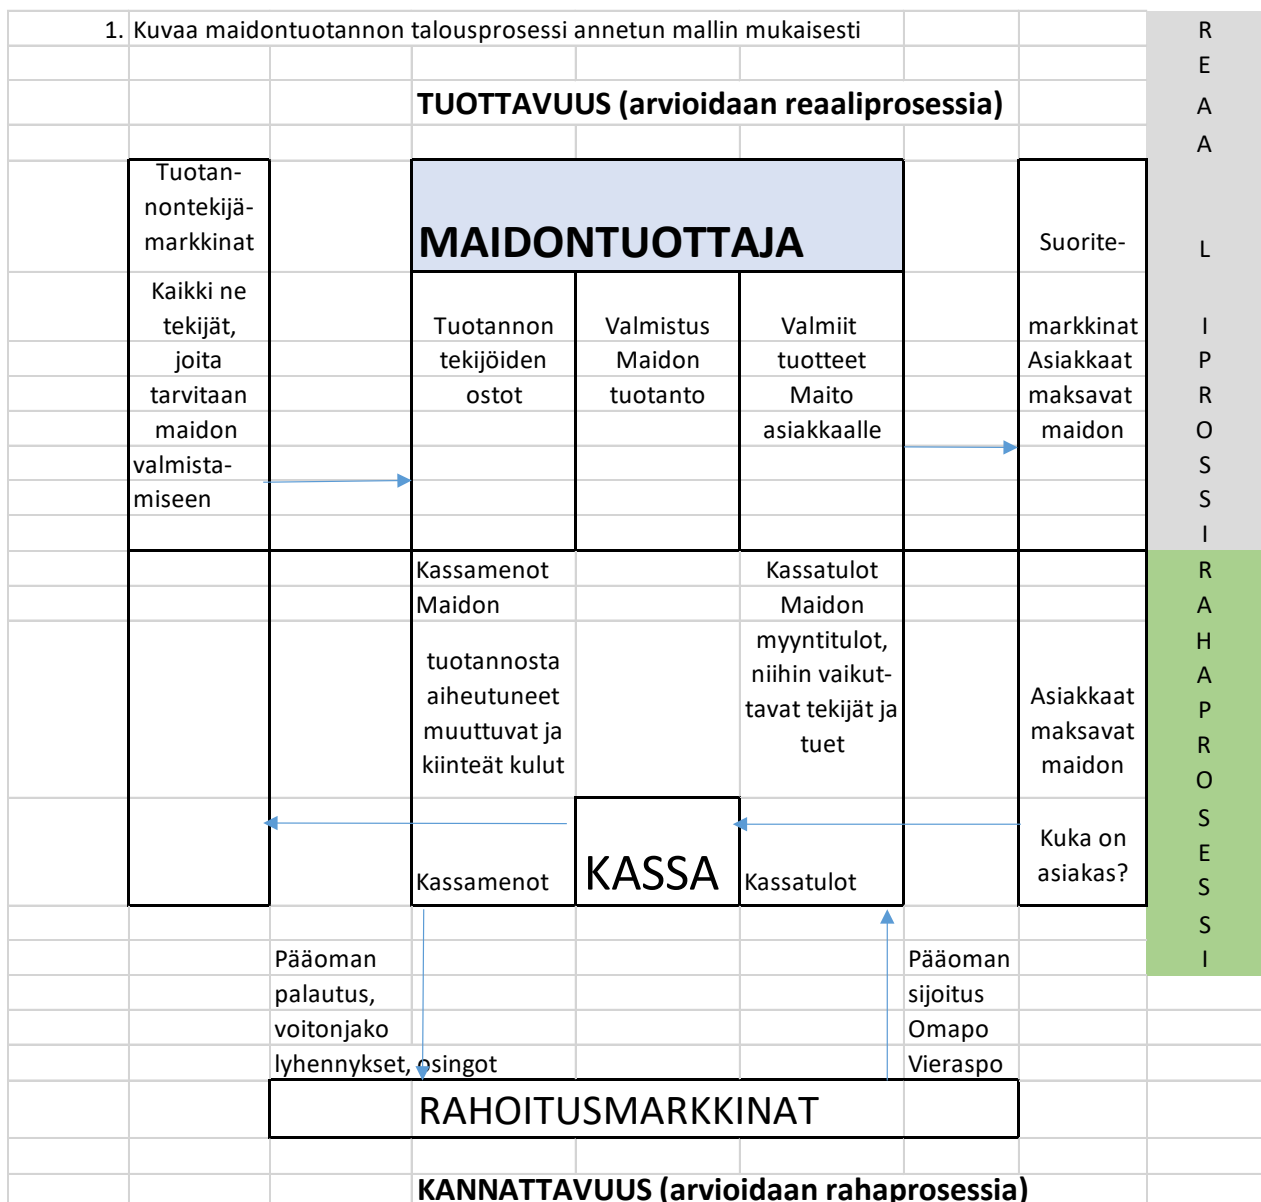 1. Kuvaa maidontuotannon talousprosessi annetun mallin mukaisesti
TUOTTAVUUS (arvioidaan reaaliprosessia)
Tuotan-
nontekijä-
markkinat
Kaikki ne
tekijät,
joita
tarvitaan
maidon
valmista-
miseen
MAIDONTUOTTAJA
Tuotannon
tekijöiden
ostot
Valmistus
Maidon
tuotanto
Valmiit
tuotteet
Maito
asiakkaalle
Suorite-
markkinat
Asiakkaat
maksavat
maidon
Kassamenot
Maidon
tuotannosta
aiheutuneet
muuttuvat ja
kiinteät kulut
Kassamenot
KASSA
Kassatulot
Maidon
myyntitulot,
niihin vaikut-
tavat tekijät ja
tuet
Kassatulot
Asiakkaat
maksavat
maidon
Kuka on
asiakas?
Pääoman
palautus,
voitonjako
lyhennykset, osingot
Pääoman
sijoitus
Omapo
Vieraspo
RAHOITUSMARKKINAT
KANNATTAVUUS (arvioidaan rahaprosessia)
R
E
A
A
L
I
P
R
O
S
S
I
R
A
H
A
P
R
O
S
E
S
S
I